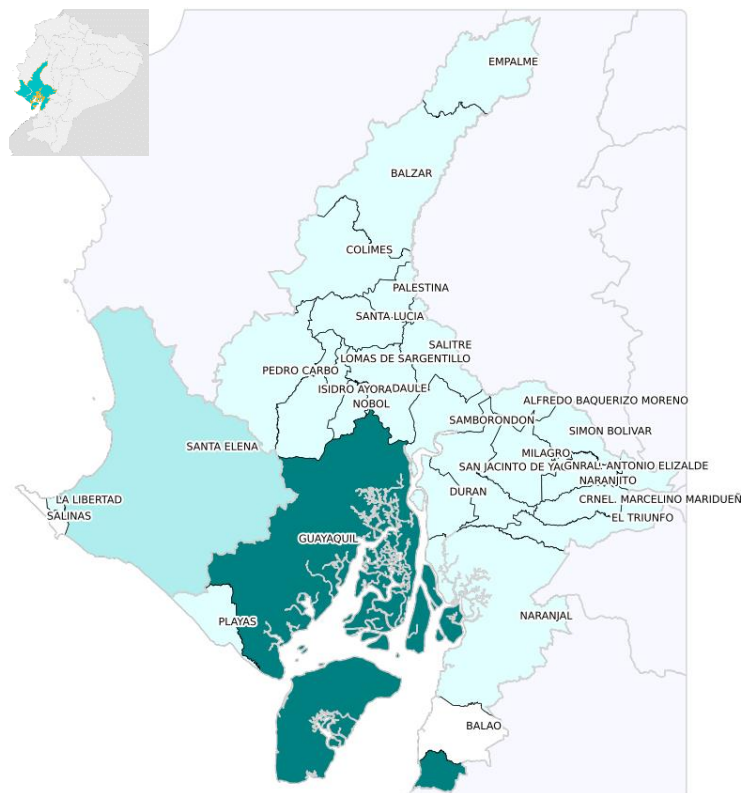 EMPALME
BALZAR
COLIMES
PALESTINA
SANTA LUCIA
SALITRE
LOMAS DE SARGENTILLO
PEDRO CARBO
ISIDRO AYORA
DAULE
NOBOL
ALFREDO BAQUERIZO MORENO
SAMBORONDON
SIMON BOLIVAR
SANTA ELENA
MILAGRO
SAN JACINTO DE YA
GNRAL. ANTONIO ELIZALDE
NARANJITO
DURAN
LA LIBERTAD
CRNEL. MARCELINO MARIDUEÑ
SALINAS
EL TRIUNFO
GUAYAQUIL
PLAYAS
NARANJAL
BALAO